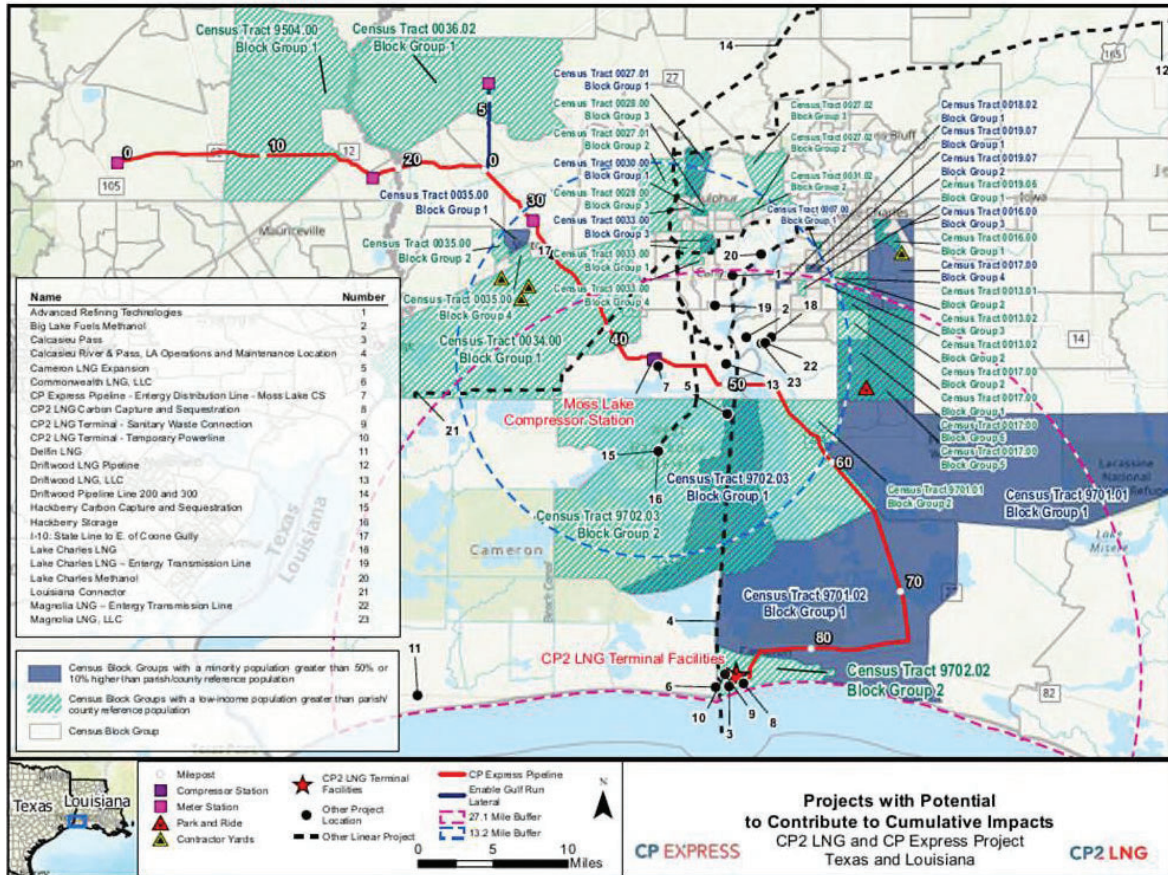 Census Tract 9504.00
Block Group 1
Census Tract 0036.02
Block Group 1
14
27
165
12
Census Tract 0027.01
Block Group 1
Census Tract 0028.00
Block Group 3
Census Tract 0027.01
Block Group 2
Census Tract 0030.00
Block Group 1
Census Tract 0028.00
Block Group 3
Census Tract 0033.00
Block Group 3
Census Tract 0033.00
Block Group 1
Census Tract 0033.00
Block Group 4
Census Tract 0027.02
Block Group 3
Census Tract 0027.02
Block Group 2
Census Tract 0031.02
Block Group 2
Census Tract 0007.00
Block Group 1
Census Tract 0018.02
Block Group 1
Census Tract 0019.07
Block Group 1
Census Tract 0019.07
Block Group 2
Census Tract 0019.06
Block Group 1
Census Tract 0016.00
Block Group 3
Census Tract 0016.00
Block Group 1
Census Tract 0017.00
Block Group 4
Census Tract 0013.01
Block Group 2
Census Tract 0013.02
Block Group 3
Census Tract 0013.02
Block Group 2
Census Tract 0017.00
Block Group 2
Census Tract 0017.00
Block Group 1
Census Tract 0017.00
Block Group 6
Census Tract 0017.00
Block Group 5
0
10
12
20
0
5
105
Mauriceville
Census Tract 0035.00
Block Group 1
30
17
Census Tract 0035.00
Block Group 2
Census Tract 0035.00
Block Group 4
Census Tract 0034.00
Block Group 1
40
7
5
50
13
Iowa
14
20
1
19
2
18
22
23
Moss Lake
Compressor Station
21
15
16
60
Census Tract 9702.03
Block Group 1
Census Tract 9702.03
Block Group 2
Census Tract 9701.01
Block Group 2
Census Tract 9701.01
Block Group 1
Lacassine
National
Texas
Louisiana
Cameron
Lake
70
Census Tract 9701.02
Block Group 1
27
4
80
CP2 LNG Terminal Facilities
Census Tract 9702.02
Block Group 2
82
11
6
10
3
9
8
Name Number
Advanced Refining Technologies 1
Big Lake Fuels Methanol 2
Calcasieu Pass 3
Calcasieu River & Pass, LA Operations and Maintenance Location 4
Cameron LNG Expansion 5
Commonwealth LNG, LLC 6
CP Express Pipeline - Entergy Distribution Line - Moss Lake CS 7
CP2 LNG Carbon Capture and Sequestration 8
CP2 LNG Terminal - Sanitary Waste Connection 9
CP2 LNG Terminal - Temporary Powerline 10
Delfin LNG 11
Driftwood LNG Pipeline 12
Driftwood LNG, LLC 13
Driftwood Pipeline Line 200 and 300 14
Hackberry Carbon Capture and Sequestration 15
Hackberry Storage 16
I-10: State Line to E. of Coone Gully 17
Lake Charles LNG 18
Lake Charles LNG – Entergy Transmission Line 19
Lake Charles Methanol 20
Louisiana Connector 21
Magnolia LNG – Entergy Transmission Line 22
Magnolia LNG, LLC 23
Census Block Groups with a minority population greater than 50% or
10% higher than parish/county reference population
Census Block Groups with a low-income population greater than parish/
county reference population
Census Block Group
Texas
Louisiana
Milepost
Compressor Station
Meter Station
Park and Ride
Contractor Yards
CP2 LNG Terminal
Facilities
Other Project
Location
Other Linear Project
CP Express Pipeline
Enable Gulf Run
Lateral
27.1 Mile Buffer
13.2 Mile Buffer
N
0 5 10
Miles
Projects with Potential
to Contribute to Cumulative Impacts
CP2 LNG and CP Express Project
Texas and Louisiana
CP EXPRESS
CP2 LNG